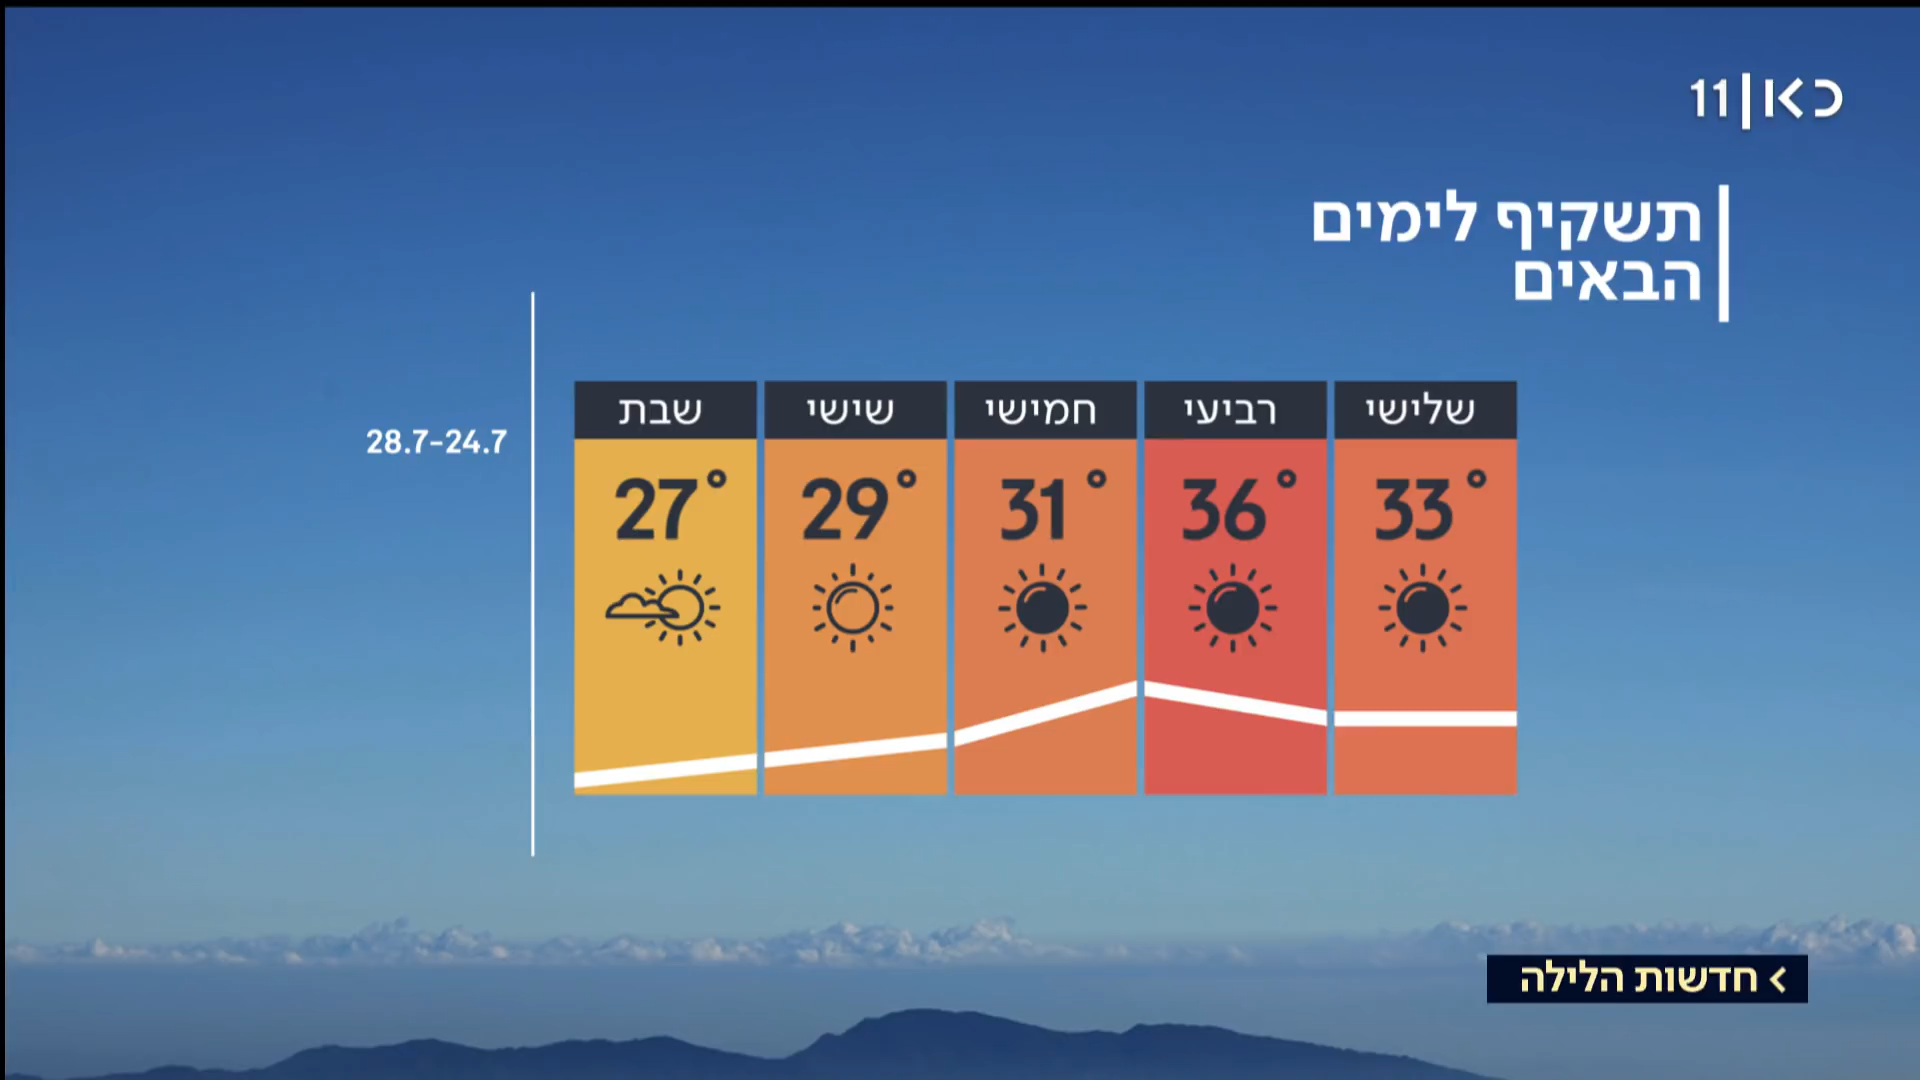 כאן|11
תשקיף לימים
הבאים
שלישי
רביעי
חמישי
שישי
שבת
33°
36°
31°
29°
27°
28.7-24.7
חדשות הלילה